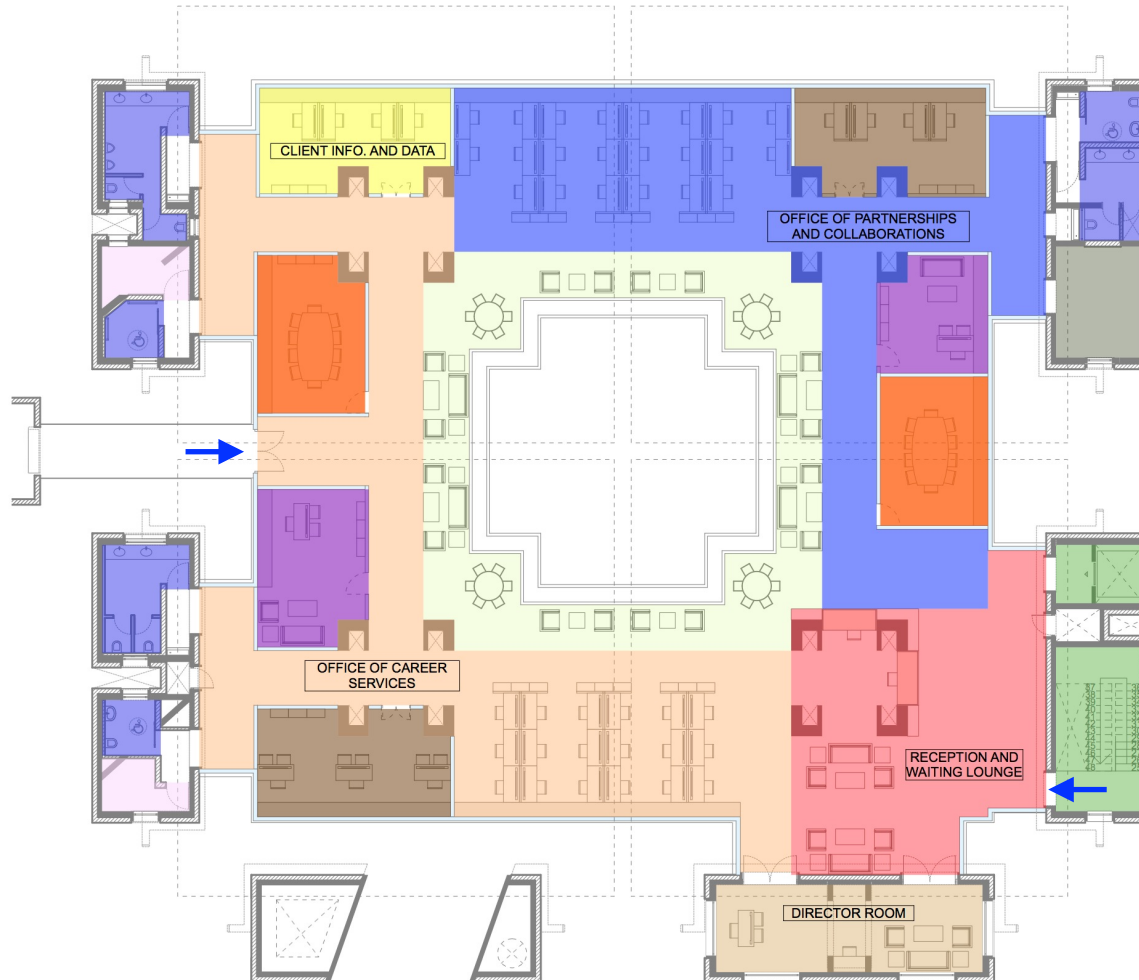 CLIENT INFO. AND DATA
OFFICE OF PARTNERSHIPS
AND COLLABORATIONS
OFFICE OF CAREER
SERVICES
RECEPTION AND
WAITING LOUNGE
DIRECTOR ROOM